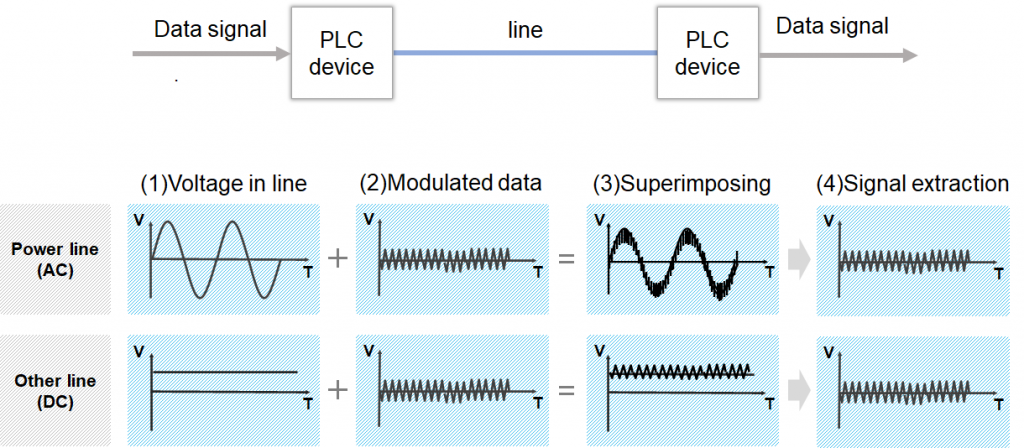 Data signal
PLC
device
line
PLC
device
Data signal
(1)Voltage in line
(2)Modulated data
(3)Superimposing
(4)Signal extraction
Power line
(AC)
V
T
+
V
T
=
V
T
V
T
Other line
(DC)
V
T
+
V
T
=
V
T
V
T